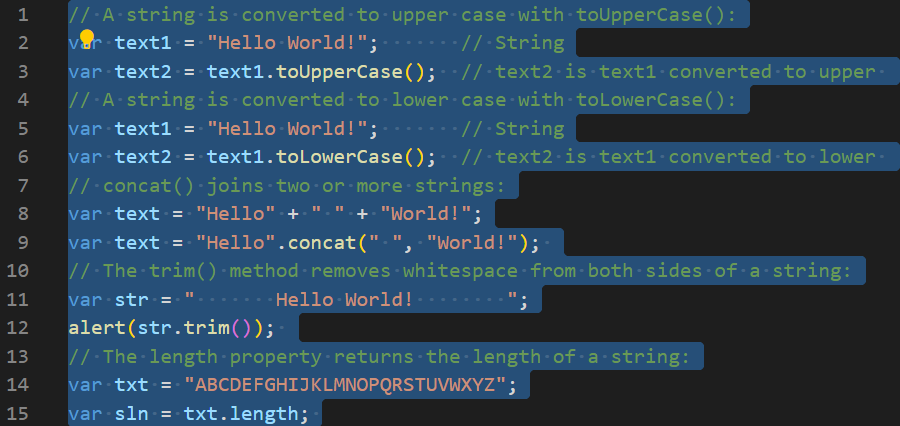 1 // A string is converted to upper case with toUpperCase():
2 var text1 = "Hello World!";       // String
3 var text2 = text1.toUpperCase();  // text2 is text1 converted to upper
4 // A string is converted to lower case with toLowerCase():
5 var text1 = "Hello World!";       // String
6 var text2 = text1.toLowerCase();  // text2 is text1 converted to lower
7 // concat() joins two or more strings:
8 var text = "Hello" + " " + "World!";
9 var text = "Hello".concat(" ", "World!");
10 // The trim() method removes whitespace from both sides of a string:
11 var str = "       Hello World!        ";
12 alert(str.trim());
13 // The length property returns the length of a string:
14 var txt = "ABCDEFGHIJKLMNOPQRSTUVWXYZ";
15 var sln = txt.length;